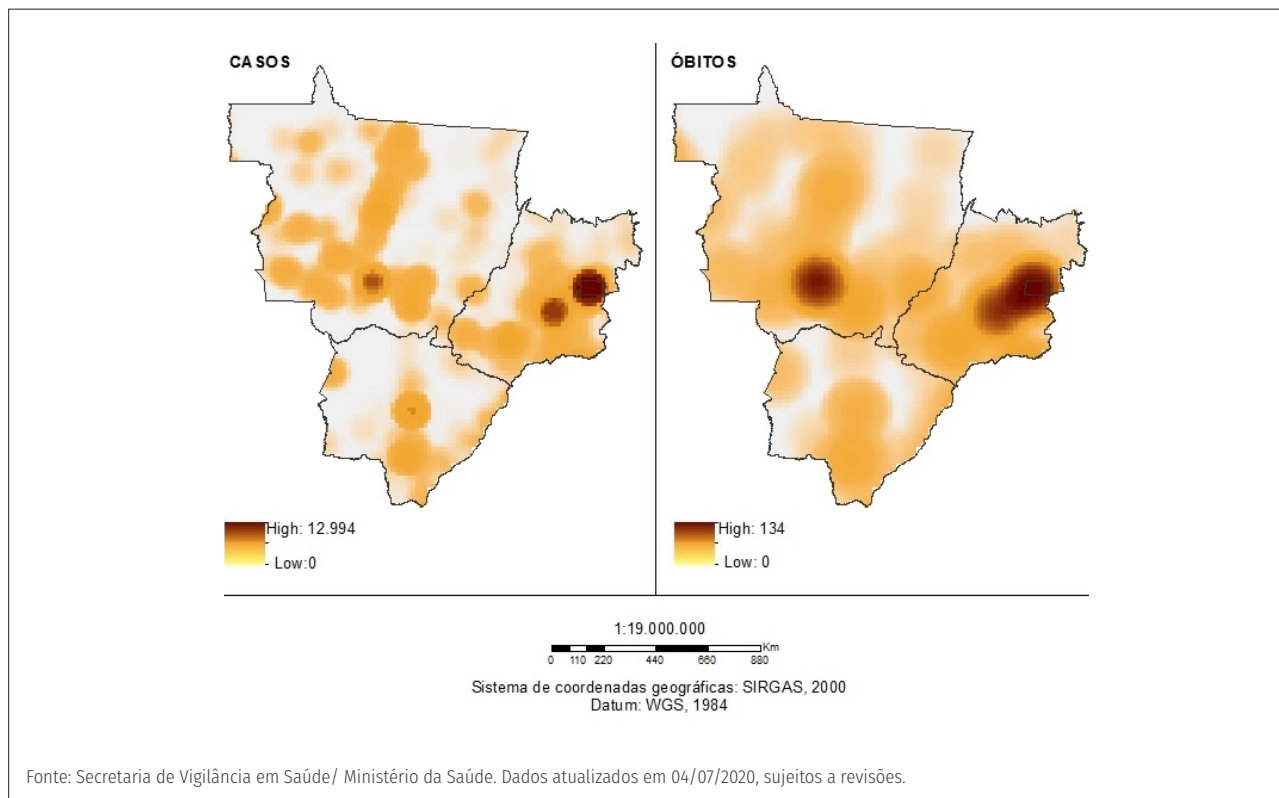 CASOS
High: 12.994
Low:0
ÓBITOS
High: 134
Low: 0
1:19.000.000
Km
0 110 220 440 660 880
Sistema de coordenadas geográficas: SIRGAS, 2000
Datum: WGS, 1984
Fonte: Secretaria de Vigilância em Saúde/ Ministério da Saúde. Dados atualizados em 04/07/2020, sujeitos a revisões.